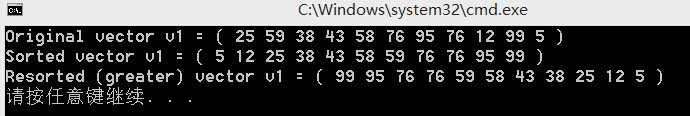 C:\Windows\system32\cmd.exe
Original vector v1 = ( 25 59 38 43 58 76 95 76 12 99 5 )
Sorted vector v1 = ( 5 12 25 38 43 58 59 76 76 95 99 )
Resorted (greater) vector v1 = ( 99 95 76 76 59 58 43 38 25 12 5 )
请按任意键继续. . .